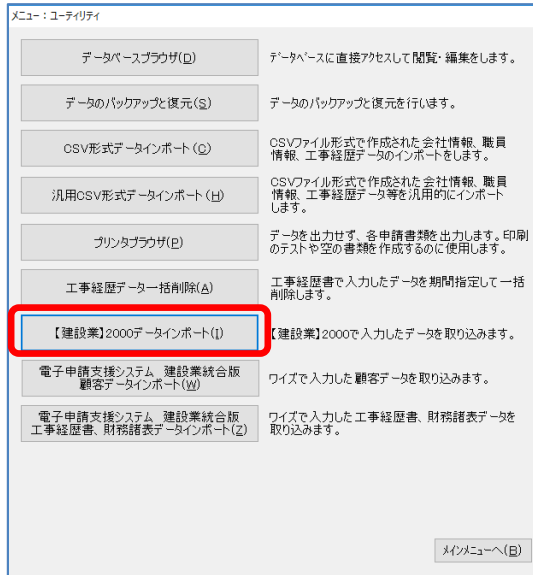 メニュー：ユーティリティ
データベースブラウザ(D)
データベースに直接アクセスして閲覧・編集をします。
データのバックアップと復元(S)
データのバックアップと復元を行います。
CSV形式データインポート(C)
CSVファイル形式で作成された会社情報、職員
情報、工事経歴データのインポートをします。
汎用CSV形式データインポート(H)
CSVファイル形式で作成された会社情報、職員
情報、工事経歴データ等を汎用的にインポート
します。
プリンタブラウザ(P)
データを出力せず、各申請書類を出力します。印刷
のテストや空の書類を作成するのに使用します。
工事経歴データ一括削除(A)
工事経歴書で入力したデータを期間指定して一括
削除します。
【建設業】2000データインポート(I)
【建設業】2000で入力したデータを取り込みます。
電子申請支援システム 建設業統合版
顧客データインポート(W)
ワイズで入力した顧客データを取り込みます。
電子申請支援システム 建設業統合版
工事経歴書、財務諸表データインポート(Z)
ワイズで入力した工事経歴書、財務諸表データを
取り込みます。
メインメニューへ(B)